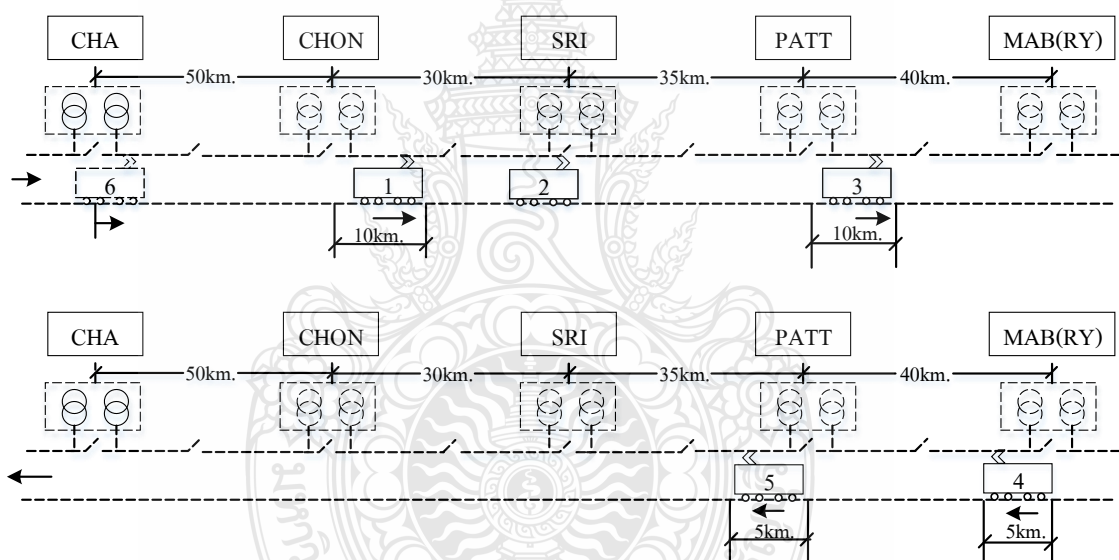 CHA CHON SRI PATT MAB(RY)
50km. 30km. 35km. 40km.
6 1 2 3
10km. 10km.
CHA CHON SRI PATT MAB(RY)
50km. 30km. 35km. 40km.
5 4
5km. 5km.